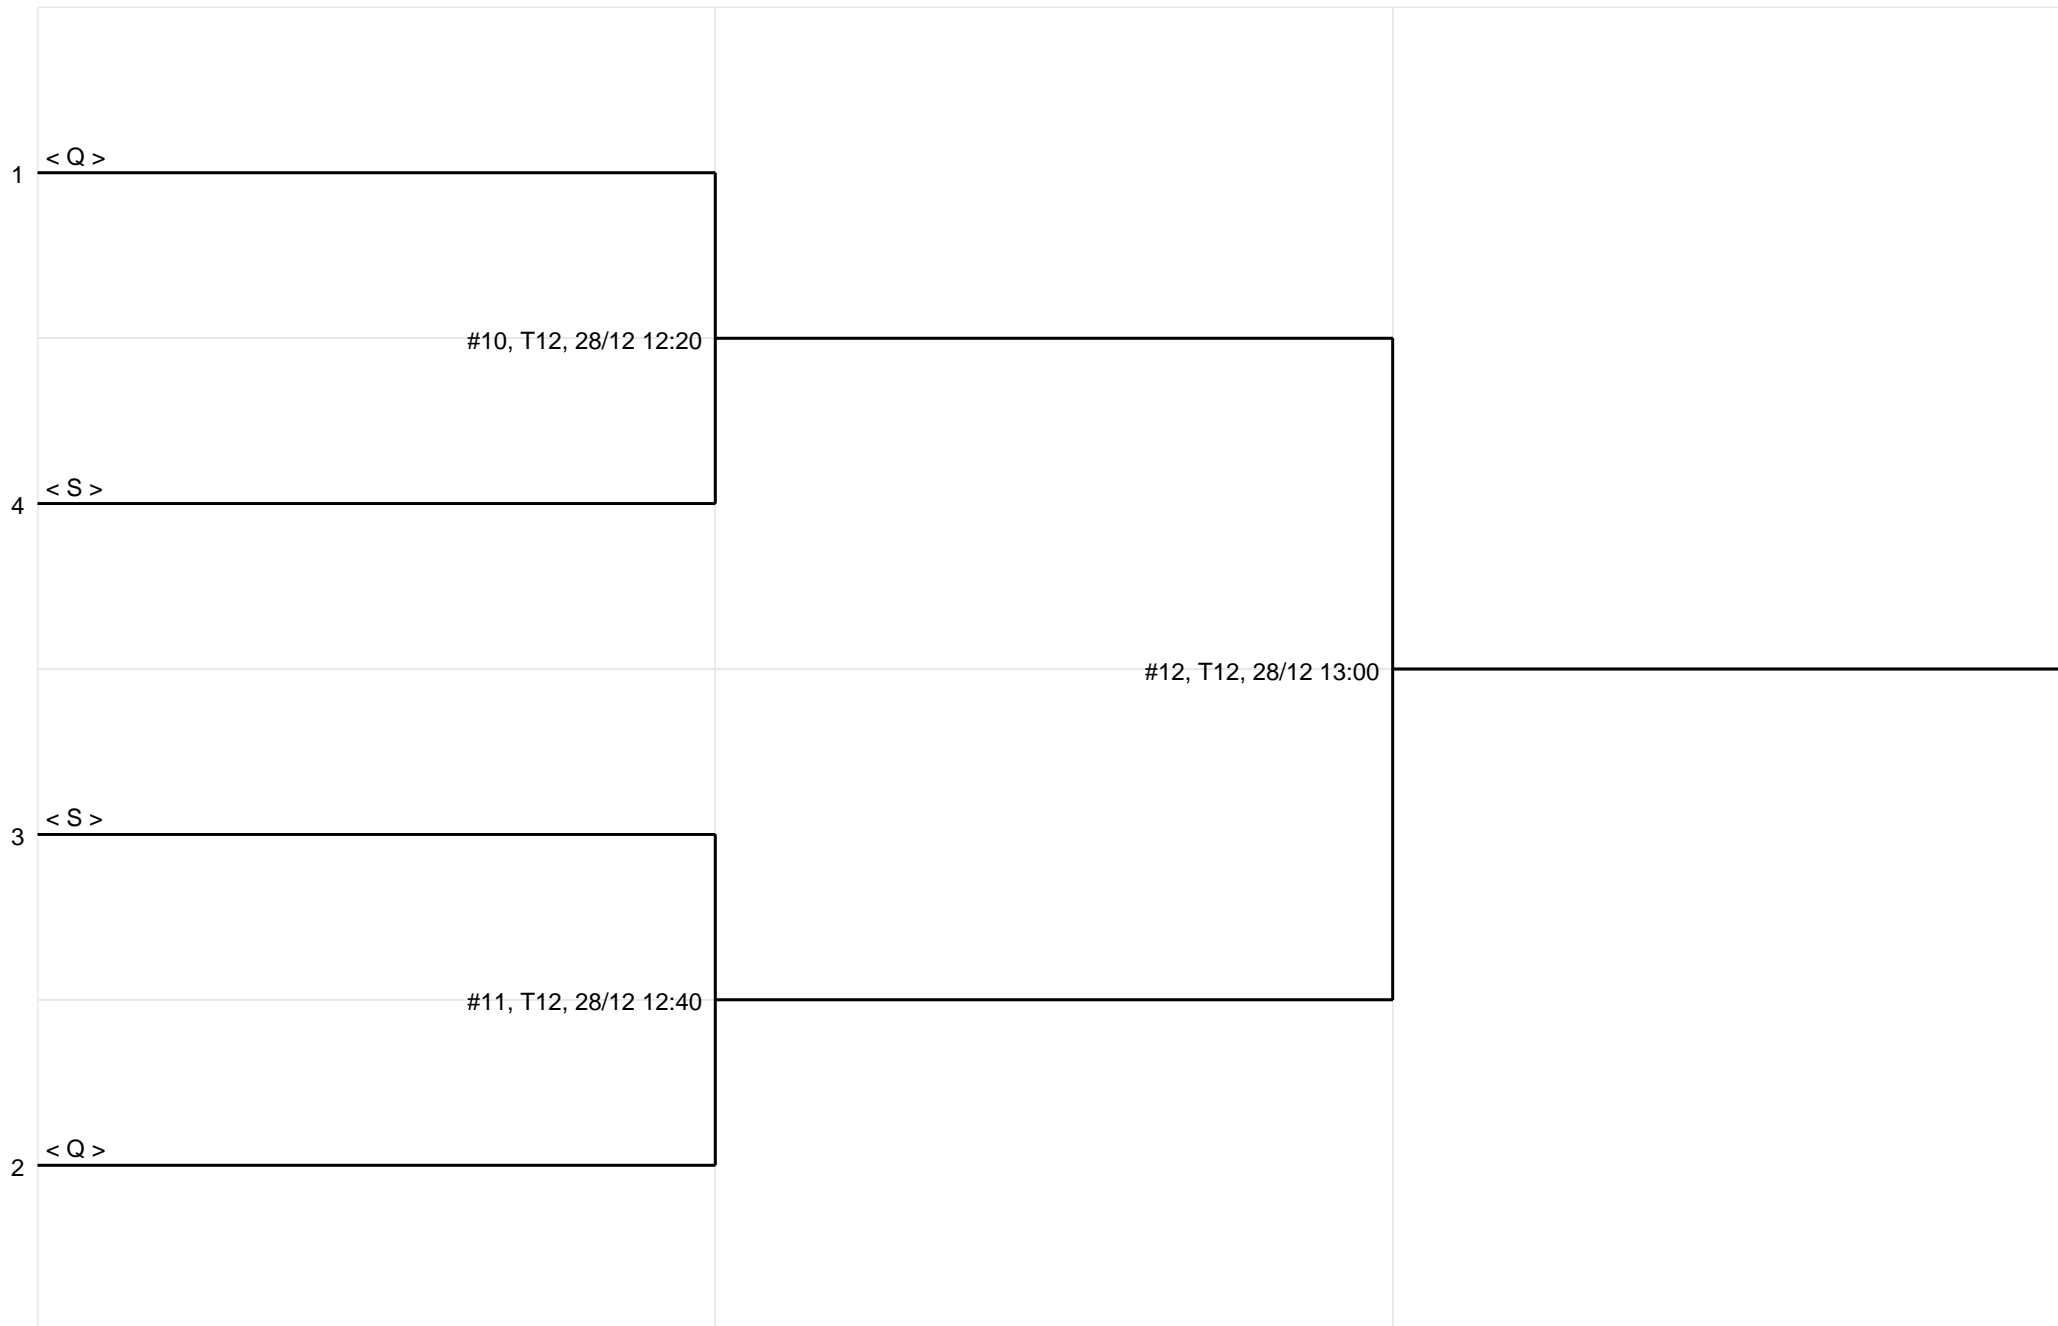 < Q >
1
#10, T12, 28/12 12:20
< S >
4
#12, T12, 28/12 13:00
< S >
3
#11, T12, 28/12 12:40
< Q >
2